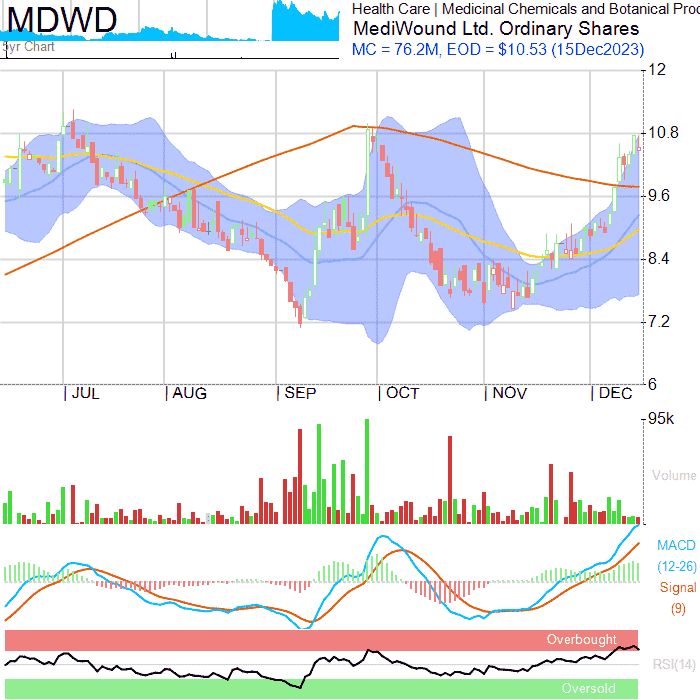 MDWD
5yr Chart
Health Care | Medicinal Chemicals and Botanical Proc
MediWound Ltd. Ordinary Shares
MC = 76.2M, EOD = $10.53 (15Dec2023)
12
10.8
9.6
8.4
7.2
6
JUL AUG SEP OCT NOV DEC
95k
Volume
MACD
(12-26)
Signal
(9)
Overbought
RSI(14)
Oversold